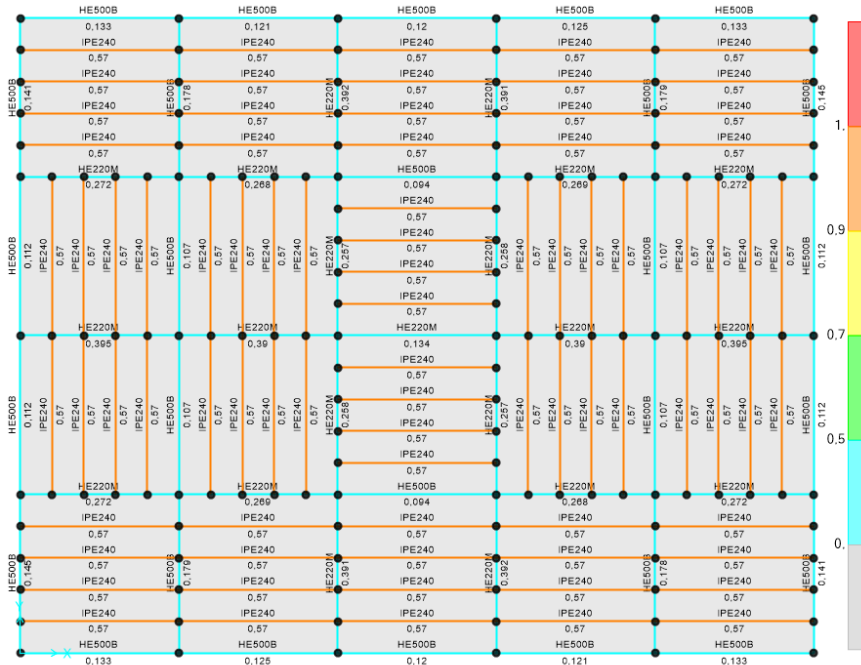 HE500B HE500B HE500B HE500B HE500B
0,133 0,121 0,12 0,125 0,133
IPE240 IPE240 IPE240 IPE240 IPE240
0,57 0,57 0,57 0,57 0,57
IPE240 IPE240 IPE240 IPE240 IPE240
0,57 0,57 0,57 0,57 0,57
HE500B 0,141 HE500B 0,178 HE220M 0,392 HE220M 0,391 HE500B 0,179 0,145
IPE240 IPE240 IPE240 IPE240 IPE240
0,57 0,57 0,57 0,57 0,57
IPE240 IPE240 IPE240 IPE240 IPE240
0,57 0,57 0,57 0,57 0,57
HE220M HE220M HE500B HE220M HE220M
0,272 0,268 0,094 0,269 0,272
IPE240
0,57
IPE240
0,57
HE500B 0,112 IPE240 0,57 IPE240 0,57 IPE240 0,57 IPE240 0,57 HE500B 0,107 IPE240 0,57 IPE240 0,57 IPE240 0,57 IPE240 0,57 HE220M 0,257 HE220M 0,258 IPE240 0,57 IPE240 0,57 IPE240 0,57 IPE240 0,57 HE500B 0,107 IPE240 0,57 IPE240 0,57 IPE240 0,57 IPE240 0,57 0,112
IPE240
0,57
IPE240
0,57
HE220M HE220M HE220M HE220M HE220M
0,395 0,39 0,134 0,39 0,395
IPE240
0,57
IPE240
0,57
HE500B 0,112 IPE240 0,57 IPE240 0,57 IPE240 0,57 IPE240 0,57 HE500B 0,107 IPE240 0,57 IPE240 0,57 IPE240 0,57 IPE240 0,57 HE220M 0,258 HE220M 0,257 IPE240 0,57 IPE240 0,57 IPE240 0,57 IPE240 0,57 HE500B 0,107 IPE240 0,57 IPE240 0,57 IPE240 0,57 IPE240 0,57 0,112
IPE240
0,57
IPE240
0,57
HE220M HE220M HE500B HE220M HE220M
0,272 0,269 0,094 0,268 0,272
IPE240 IPE240 IPE240 IPE240 IPE240
0,57 0,57 0,57 0,57 0,57
IPE240 IPE240 IPE240 IPE240 IPE240
0,57 0,57 0,57 0,57 0,57
HE500B 0,145 HE500B 0,179 HE220M 0,391 HE220M 0,392 HE500B 0,178 0,141
IPE240 IPE240 IPE240 IPE240 IPE240
0,57 0,57 0,57 0,57 0,57
IPE240 IPE240 IPE240 IPE240 IPE240
0,57 0,57 0,57 0,57 0,57
HE500B HE500B HE500B HE500B HE500B
0,133 0,125 0,12 0,121 0,133
Y
X
1,
0.9
0.7
0.5
0,